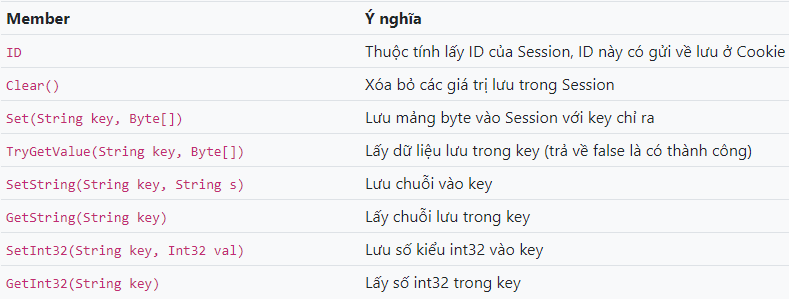 Member Ý nghĩa
ID Thuộc tính lấy ID của Session, ID này có gửi về lưu ở Cookie
Clear() Xóa bỏ các giá trị lưu trong Session
Set(String key, Byte[]) Lưu mảng byte vào Session với key chỉ ra
TryGetValue(String key, Byte[]) Lấy dữ liệu lưu trong key (trả về false là có thành công)
SetString(String key, String s) Lưu chuỗi vào key
GetString(String key) Lấy chuỗi lưu trong key
SetInt32(String key, Int32 val) Lưu số kiểu int32 vào key
GetInt32(String key) Lấy số int32 trong key